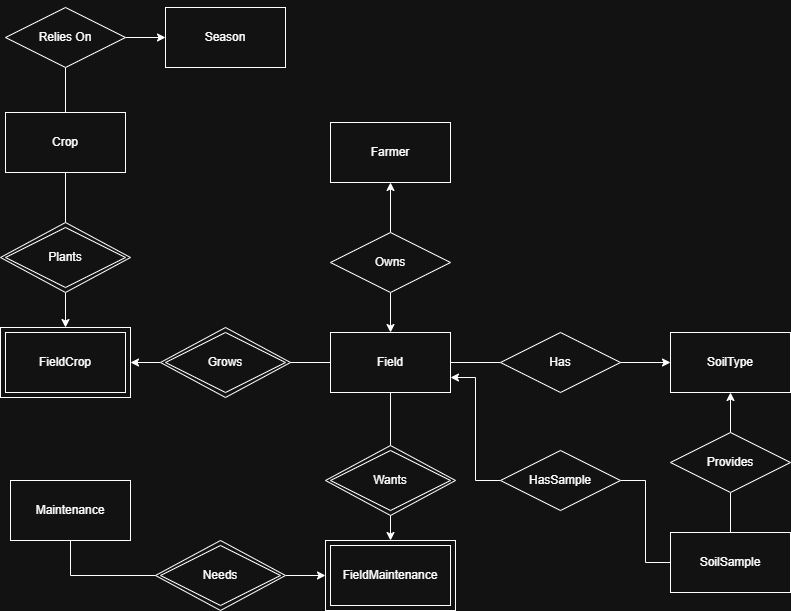 Relies On
Season
Crop
Farmer
Plants
Owns
FieldCrop
Grows
Field
Has
SoilType
Provides
Wants
HasSample
Maintenance
SoilSample
Needs
FieldMaintenance